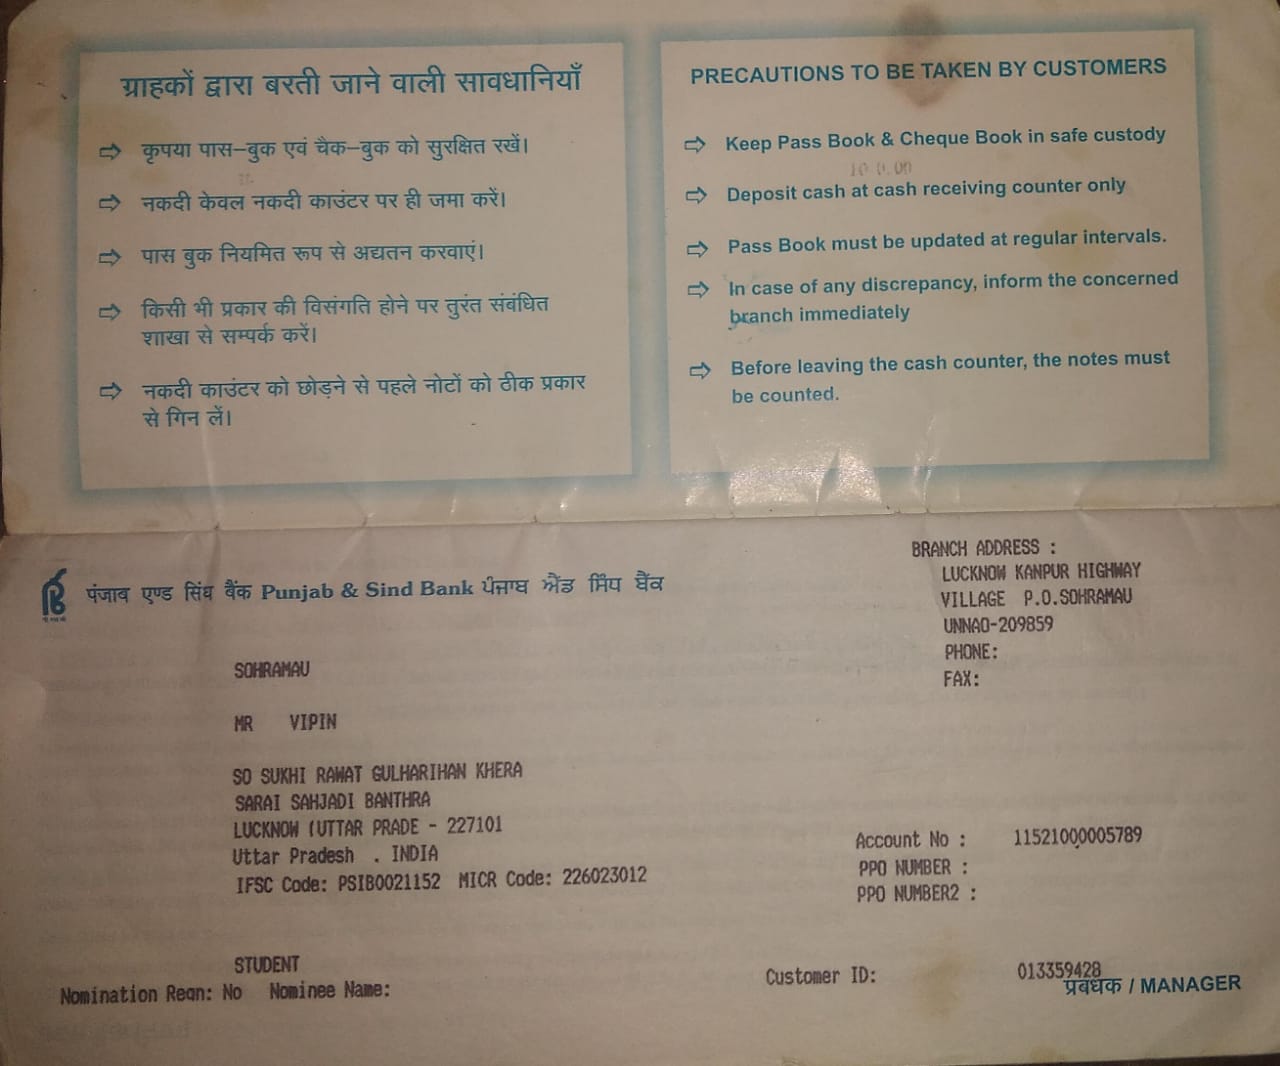 ग्राहकों द्वारा बरती जाने वाली सावधानियाँ
⇨ कृपया पास–बुक एवं चैक–बुक को सुरक्षित रखें।
⇨ नकदी केवल नकदी काउंटर पर ही जमा करें।
⇨ पास बुक नियमित रूप से अद्यतन करवाएं।
⇨ किसी भी प्रकार की विसंगति होने पर तुरंत संबंधित
शाखा से सम्पर्क करें।
⇨ नकदी काउंटर को छोड़ने से पहले नोटों को ठीक प्रकार
से गिन लें।
PRECAUTIONS TO BE TAKEN BY CUSTOMERS
⇨ Keep Pass Book & Cheque Book in safe custody
⇨ Deposit cash at cash receiving counter only
⇨ Pass Book must be updated at regular intervals.
⇨ In case of any discrepancy, inform the concerned
branch immediately
⇨ Before leaving the cash counter, the notes must
be counted.
पंजाब एण्ड सिंध बैंक Punjab & Sind Bank ਪੰਜਾਬ ਐਂਡ ਸਿੰਧ ਬੈਂਕ
BRANCH ADDRESS :
LUCKNOW KANPUR HIGHWAY
VILLAGE P.O.SOHRAMAU
UNNAO-209859
PHONE:
FAX:
SOHRAMAU
MR VIPIN
SO SUKHI RAWAT GULHARIHAN KHERA
SARAI SAHJADI BANTHRA
LUCKNOW (UTTAR PRADE - 227101
Uttar Pradesh . INDIA
IFSC Code: PSIB0021152 MICR Code: 226023012
Account No : 11521000005789
PPO NUMBER :
PPO NUMBER2 :
STUDENT
Nomination Regn: No Nominee Name:
Customer ID: 013359428
प्रबंधक / MANAGER